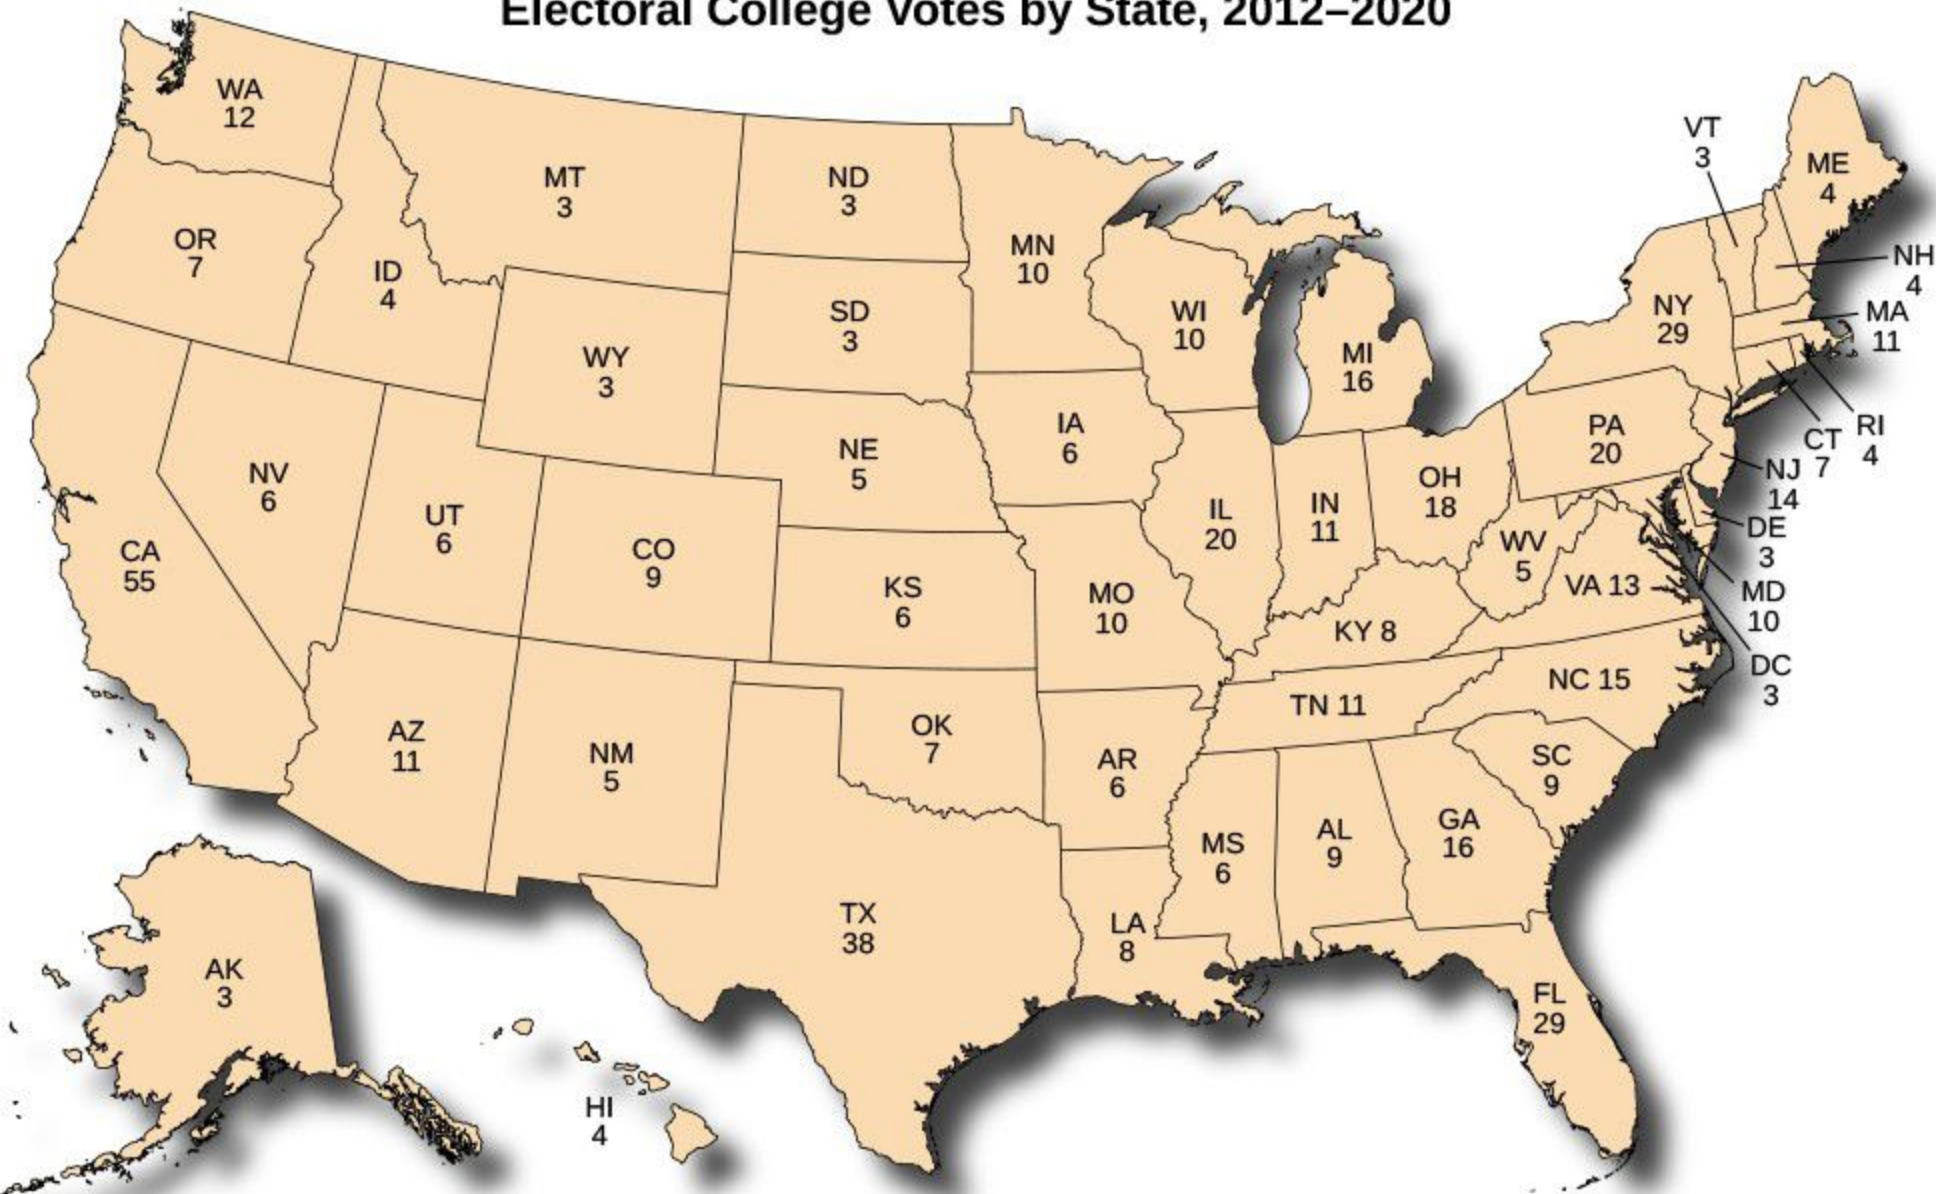 Electoral College Votes by State, 2012–2020
WA
12
OR
7
ID
4
MT
3
WY
3
ND
3
SD
3
NE
5
MN
10
IA
6
WI
10
MI
16
VT
3
ME
4
NH
4
MA
11
NY
29
RI
4
CT
7
PA
20
NJ
14
DE
3
MD
10
DC
3
CA
55
NV
6
UT
6
CO
9
KS
6
MO
10
IL
20
IN
11
OH
18
WV
5
VA 13
KY 8
NC 15
TN 11
AZ
11
NM
5
OK
7
AR
6
SC
9
MS
6
AL
9
GA
16
TX
38
LA
8
FL
29
AK
3
HI
4